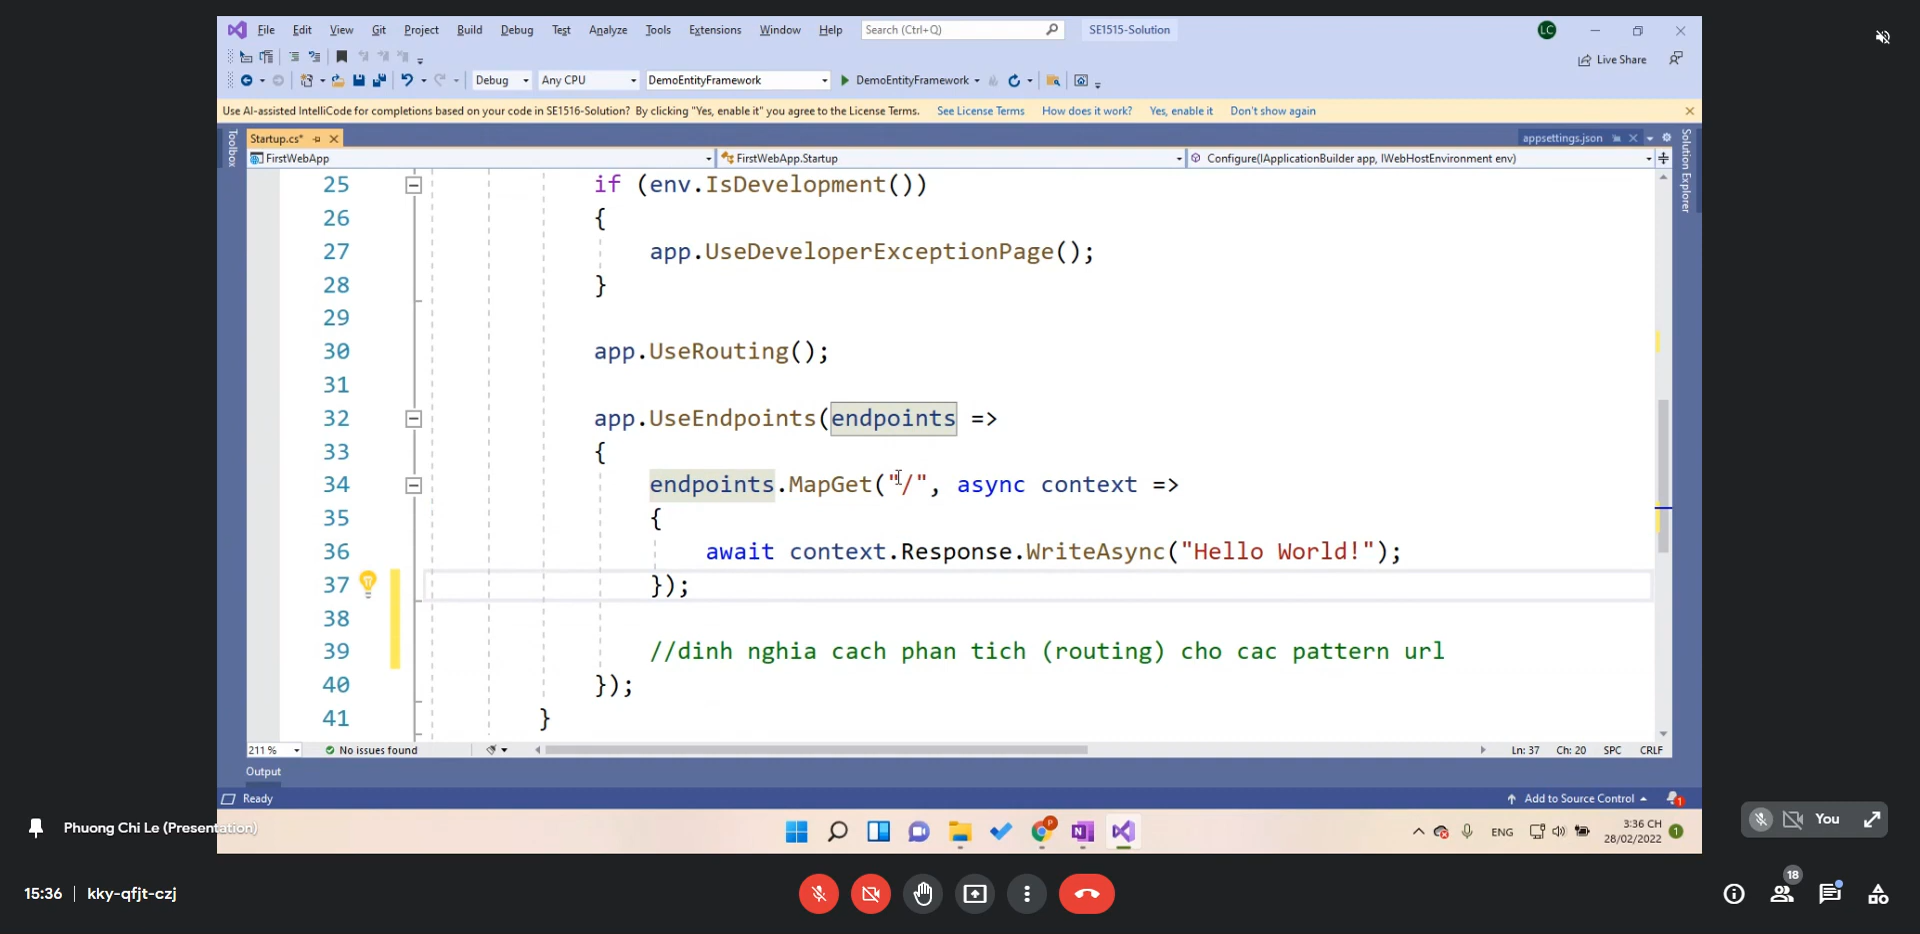 File Edit View Git Project Build Debug Test Analyze Tools Extensions Window Help Search (Ctrl+Q) SE1515-Solution LC
Live Share
Debug Any CPU DemoEntityFramework DemoEntityFramework
Use AI-assisted IntelliCode for completions based on your code in SE1516-Solution? By clicking "Yes, enable it" you agree to the License Terms. See License Terms How does it work? Yes, enable it Don't show again
Toolbox
Startup.cs* appsettings.json
Solution Explorer
FirstWebApp FirstWebApp.Startup Configure(IApplicationBuilder app, IWebHostEnvironment env)
25 if (env.IsDevelopment())
26 {
27 app.UseDeveloperExceptionPage();
28 }
29
30 app.UseRouting();
31
32 app.UseEndpoints(endpoints =>
33 {
34 endpoints.MapGet("/", async context =>
35 {
36 await context.Response.WriteAsync("Hello World!");
37 });
38
39 //dinh nghia cach phan tich (routing) cho cac pattern url
40 });
41 }
211 % No issues found Ln: 37 Ch: 20 SPC CRLF
Output
Ready Add to Source Control 1
Phuong Chi Le (Presentation)
You
ENG 3:36 CH 1
28/02/2022
15:36 | kky-qfjt-czj
18